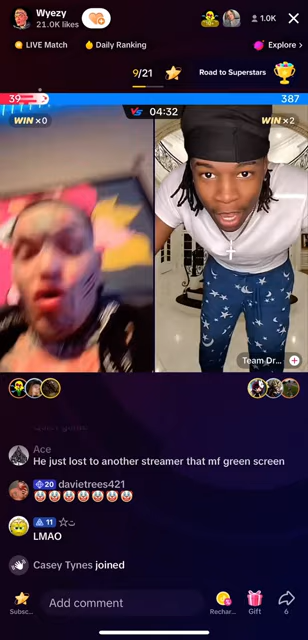 Wyezy
21.0K likes
1.0K
LIVE Match
Daily Ranking
Explore
9/21
Road to Superstars
39
387
WIN ×0
VS 04:32
WIN ×2
Team Dr...
Ace
He just lost to another streamer that mf green screen
20 davietrees421
🤡🤡🤡🤡🤡🤡🤡
11
LMAO
Casey Tynes joined
Add comment
Subsc...
Rechar...
Gift
6